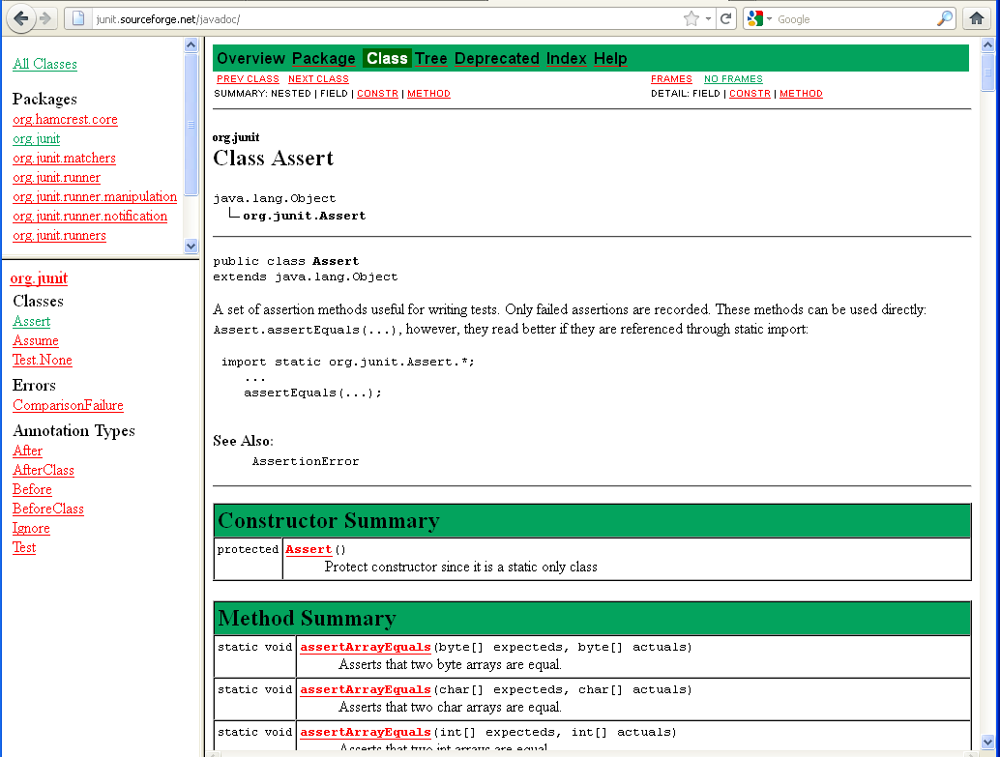 junit.sourceforge.net/javadoc/
Google
All Classes
Packages
org.hamcrest.core
org.junit
org.junit.matchers
org.junit.runner
org.junit.runner.manipulation
org.junit.runner.notification
org.junit.runners
org.junit
Classes
Assert
Assume
Test.None
Errors
ComparisonFailure
Annotation Types
After
AfterClass
Before
BeforeClass
Ignore
Test
Overview Package Class Tree Deprecated Index Help
PREV CLASS NEXT CLASS
FRAMES NO FRAMES
SUMMARY: NESTED | FIELD | CONSTR | METHOD
DETAIL: FIELD | CONSTR | METHOD
org.junit
Class Assert
java.lang.Object
org.junit.Assert
public class Assert
extends java.lang.Object
A set of assertion methods useful for writing tests. Only failed assertions are recorded. These methods can be used directly:
Assert.assertEquals(...), however, they read better if they are referenced through static import:
import static org.junit.Assert.*;
...
assertEquals(...);
See Also:
AssertionError
Constructor Summary
protected Assert()
Protect constructor since it is a static only class
Method Summary
static void assertArrayEquals(byte[] expecteds, byte[] actuals)
Asserts that two byte arrays are equal.
static void assertArrayEquals(char[] expecteds, char[] actuals)
Asserts that two char arrays are equal.
static void assertArrayEquals(int[] expecteds, int[] actuals)
Asserts that two int arrays are equal.